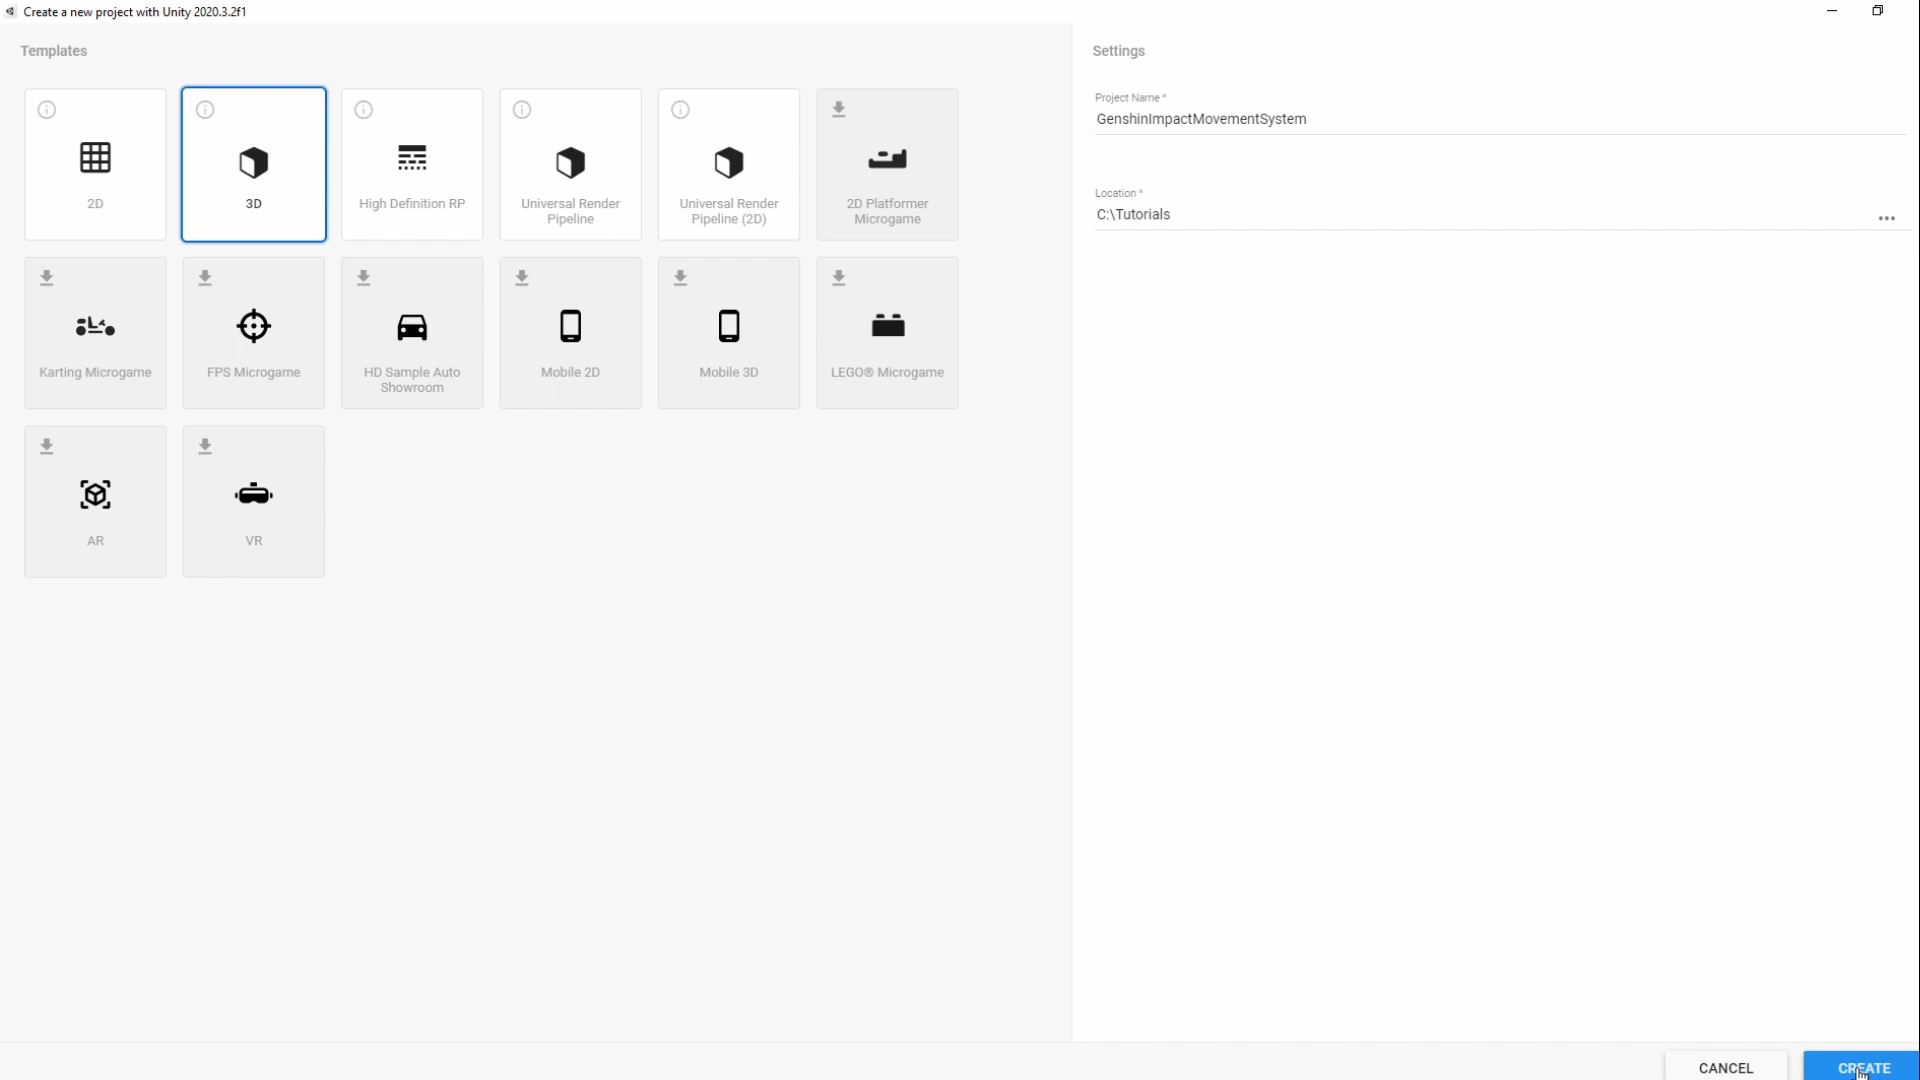 Create a new project with Unity 2020.3.2f1
Templates
2D
3D
High Definition RP
Universal Render
Pipeline
Universal Render
Pipeline (2D)
2D Platformer
Microgame
Karting Microgame
FPS Microgame
HD Sample Auto
Showroom
Mobile 2D
Mobile 3D
LEGO® Microgame
AR
VR
Settings
Project Name *
GenshinImpactMovementSystem
Location *
C:\Tutorials
CANCEL
CREATE